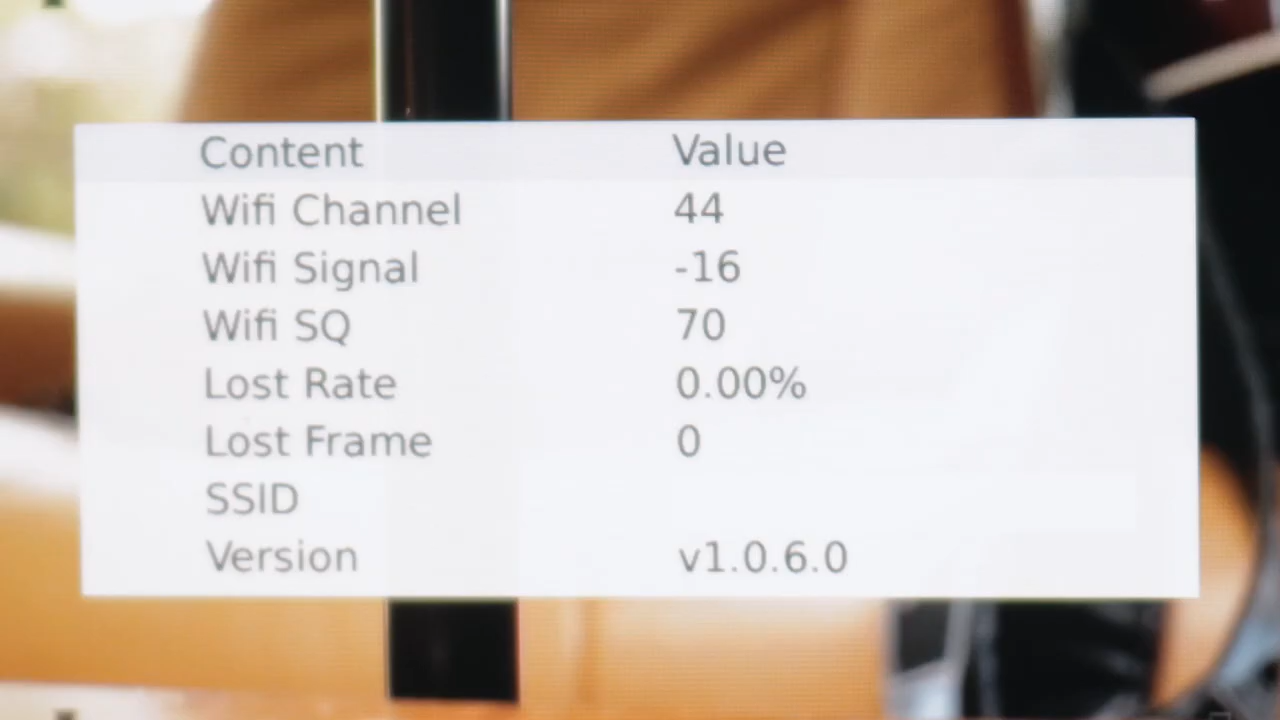 Content Value
Wifi Channel 44
Wifi Signal -16
Wifi SQ 70
Lost Rate 0.00%
Lost Frame 0
SSID
Version v1.0.6.0